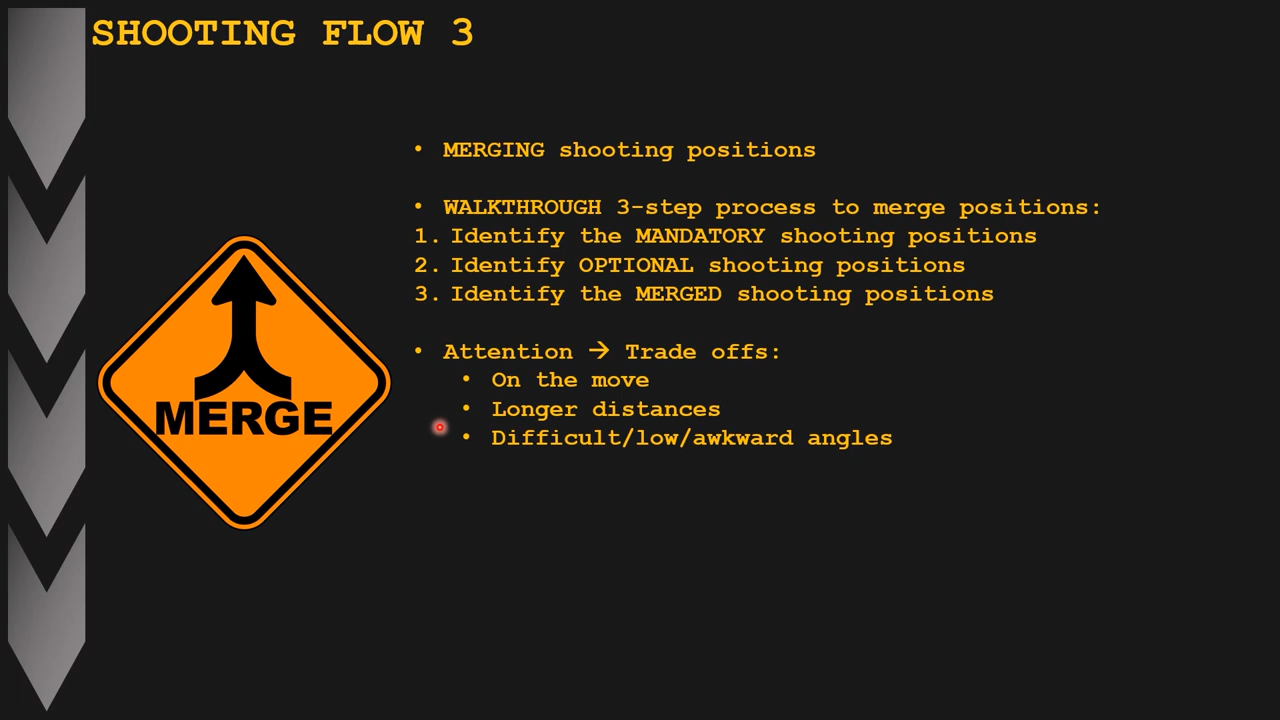 SHOOTING FLOW 3
• MERGING shooting positions
• WALKTHROUGH 3-step process to merge positions:
1. Identify the MANDATORY shooting positions
2. Identify OPTIONAL shooting positions
3. Identify the MERGED shooting positions
• Attention → Trade offs:
• On the move
• Longer distances
• Difficult/low/awkward angles
MERGE